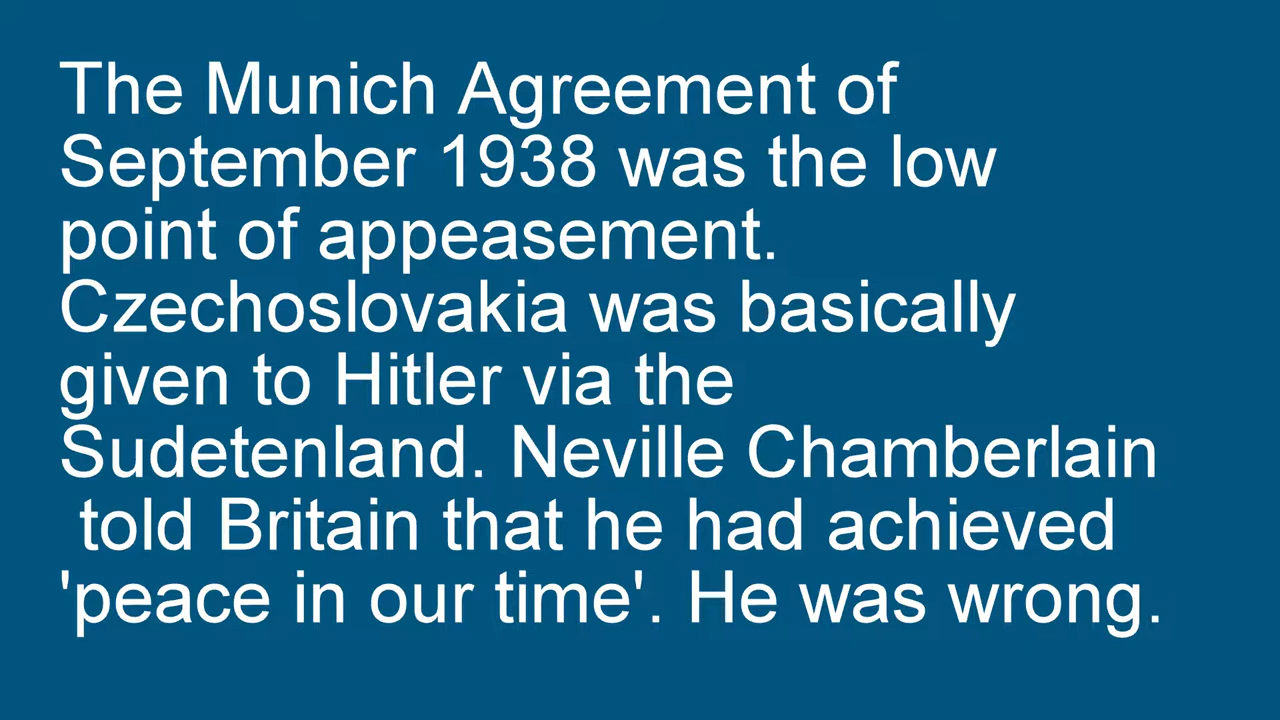 The Munich Agreement of
September 1938 was the low
point of appeasement.
Czechoslovakia was basically
given to Hitler via the
Sudetenland. Neville Chamberlain
told Britain that he had achieved
'peace in our time'. He was wrong.